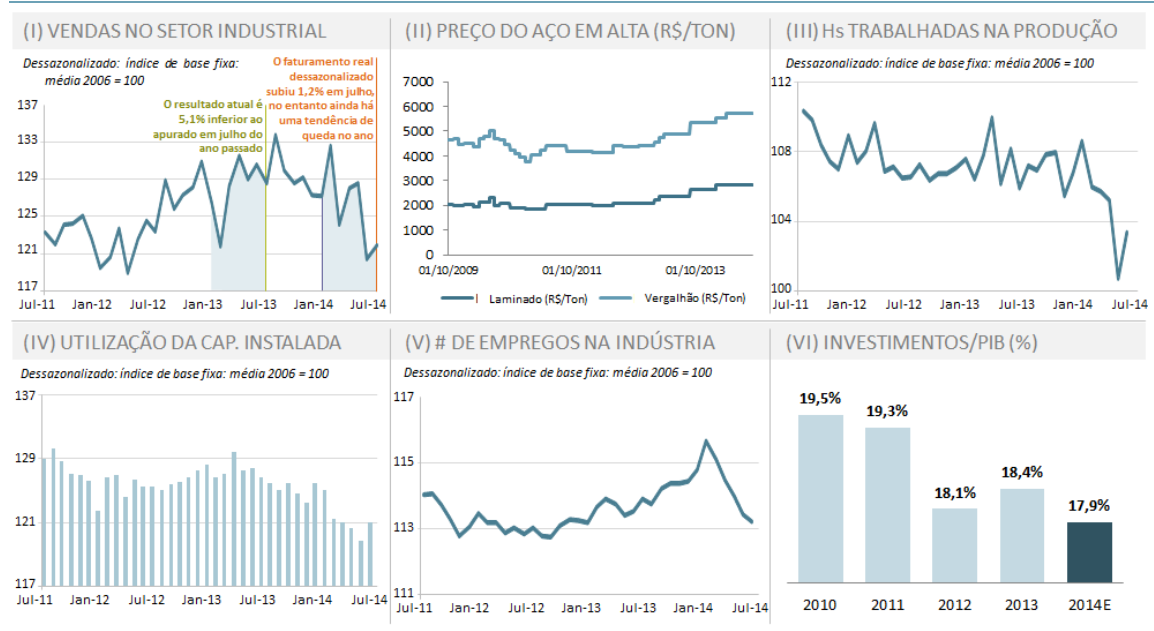 (I) VENDAS NO SETOR INDUSTRIAL
Dessazonalizado: índice de base fixa:
média 2006 = 100
O faturamento real
dessazonalizado
subiu 1,2% em julho,
no entanto ainda há
uma tendência de
queda no ano
O resultado atual é
5,1% inferior ao
apurado em julho do
ano passado
137
133
129
125
121
117
Jul-11 Jan-12 Jul-12 Jan-13 Jul-13 Jan-14 Jul-14
(II) PREÇO DO AÇO EM ALTA (R$/TON)
7000
6000
5000
4000
3000
2000
1000
0
01/10/2009 01/10/2011 01/10/2013
Laminado (R$/Ton) Vergalhão (R$/Ton)
(III) Hs TRABALHADAS NA PRODUÇÃO
Dessazonalizado: índice de base fixa: média 2006 = 100
112
108
104
100
Jul-11 Jan-12 Jul-12 Jan-13 Jul-13 Jan-14 Jul-14
(IV) UTILIZAÇÃO DA CAP. INSTALADA
Dessazonalizado: índice de base fixa: média 2006 = 100
137
129
121
117
Jul-11 Jan-12 Jul-12 Jan-13 Jul-13 Jan-14 Jul-14
(V) # DE EMPREGOS NA INDÚSTRIA
Dessazonalizado: índice de base fixa: média 2006 = 100
117
115
113
111
Jul-11 Jan-12 Jul-12 Jan-13 Jul-13 Jan-14 Jul-14
(VI) INVESTIMENTOS/PIB (%)
19,5%
19,3%
18,1%
18,4%
17,9%
2010 2011 2012 2013 2014E